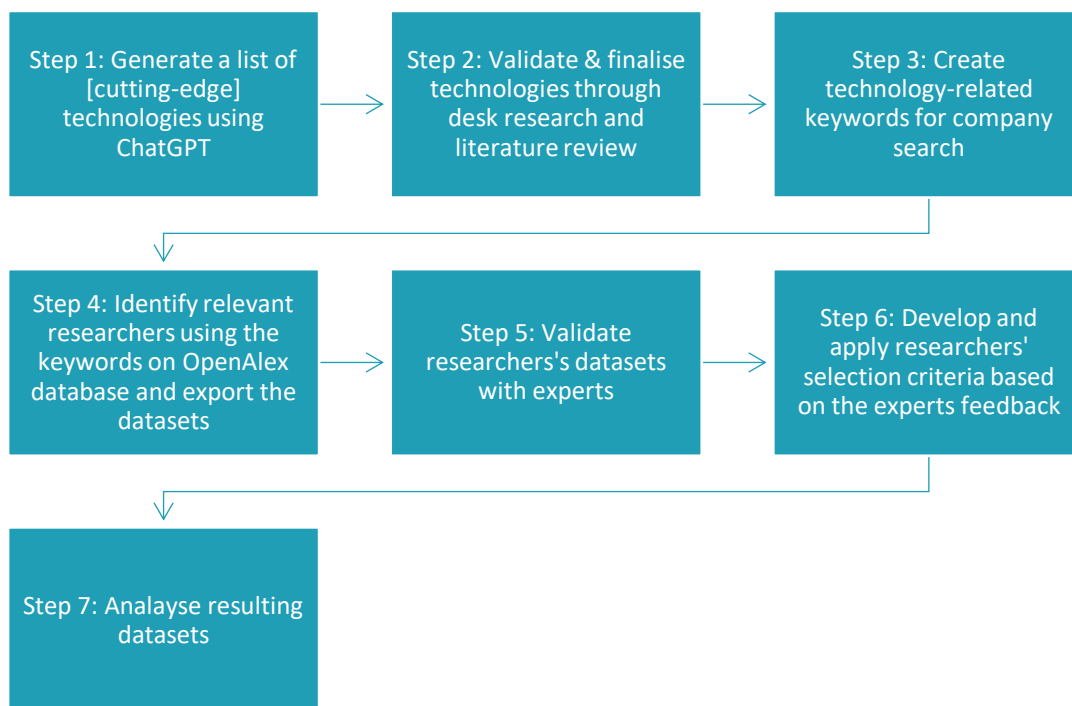 Step 1: Generate a list of
[cutting-edge]
technologies using
ChatGPT
Step 2: Validate & finalise
technologies through
desk research and
literature review
Step 3: Create
technology-related
keywords for company
search
Step 4: Identify relevant
researchers using the
keywords on OpenAlex
database and export the
datasets
Step 5: Validate
researchers's datasets
with experts
Step 6: Develop and
apply researchers'
selection criteria based
on the experts feedback
Step 7: Analayse resulting
datasets